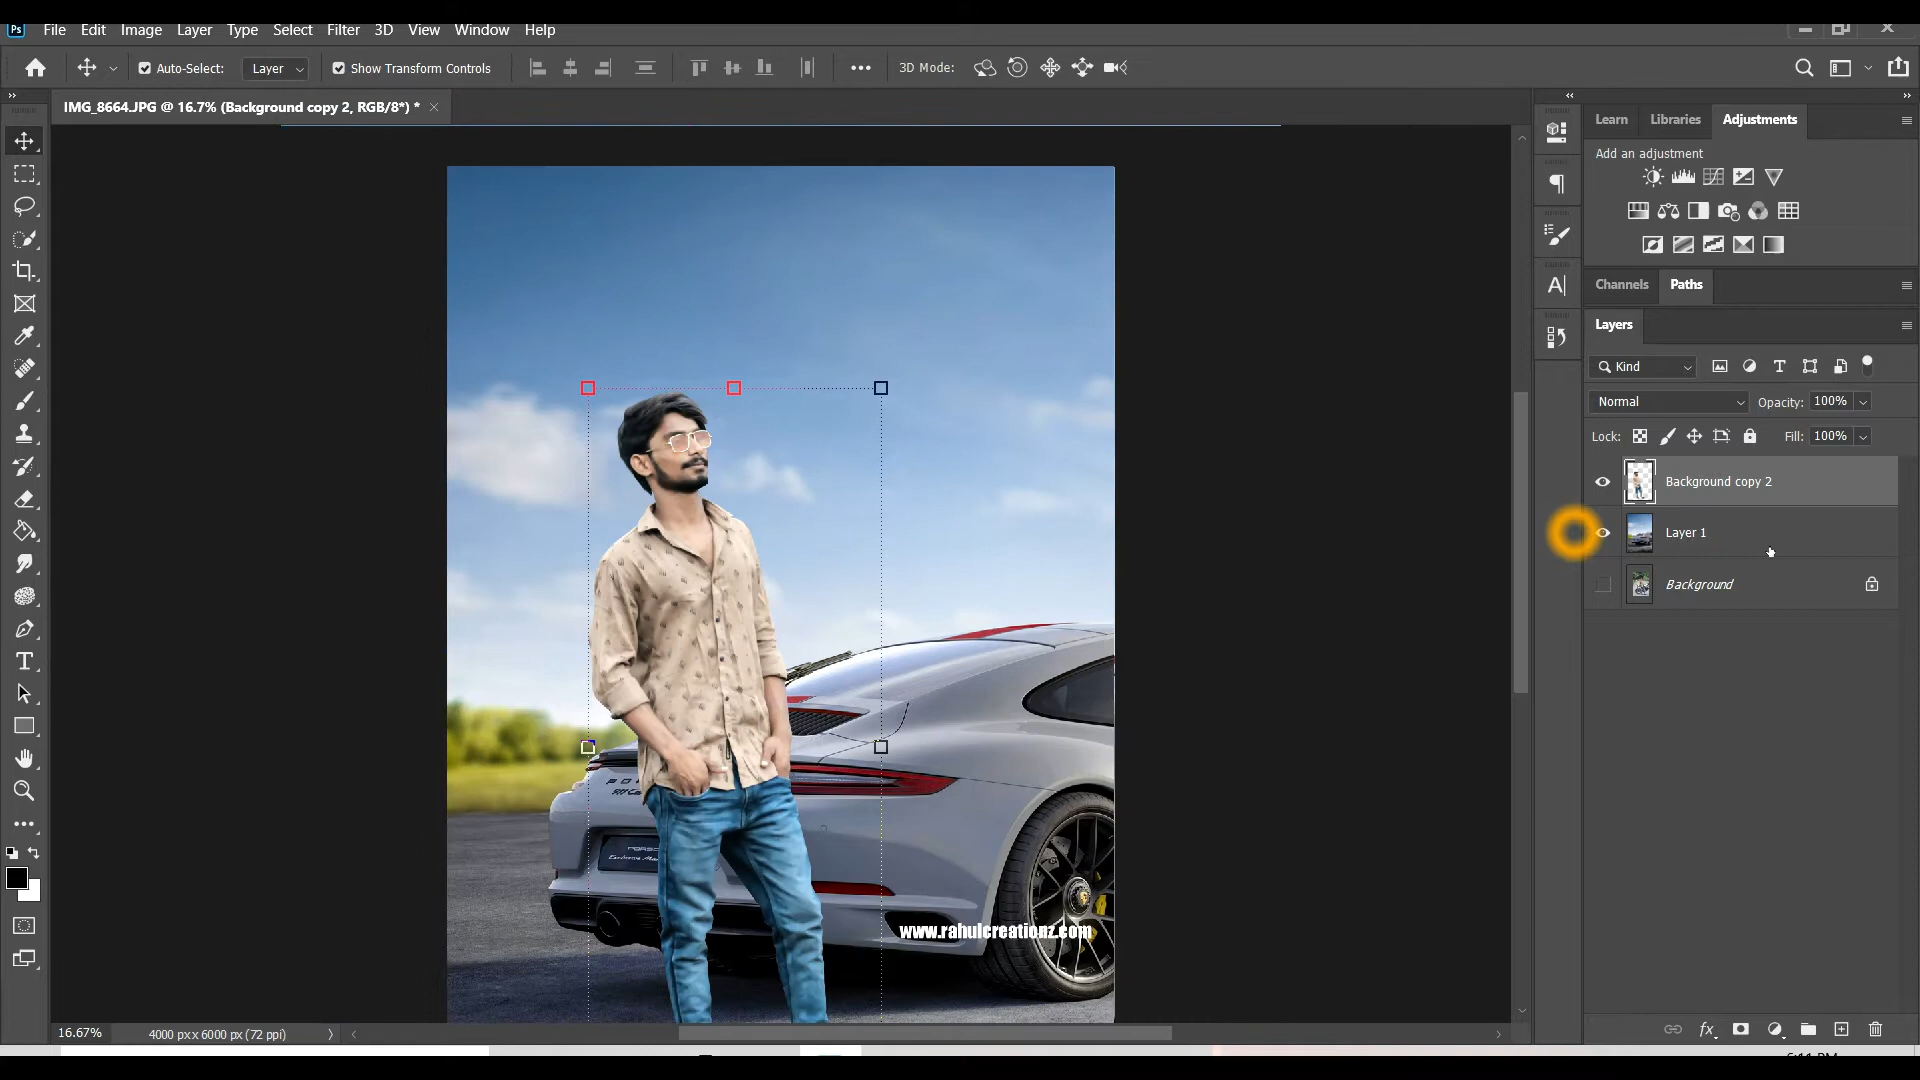 Ps File Edit Image Layer Type Select Filter 3D View Window Help
Auto-Select: Layer Show Transform Controls 3D Mode:
IMG_8664.JPG @ 16.7% (Background copy 2, RGB/8*) *
Learn Libraries Adjustments
Add an adjustment
Channels Paths
Layers
Kind
Normal Opacity: 100%
Lock: Fill: 100%
Background copy 2
Layer 1
Background
www.rahulcreationz.com
16.67% 4000 px x 6000 px (72 ppi)
fx